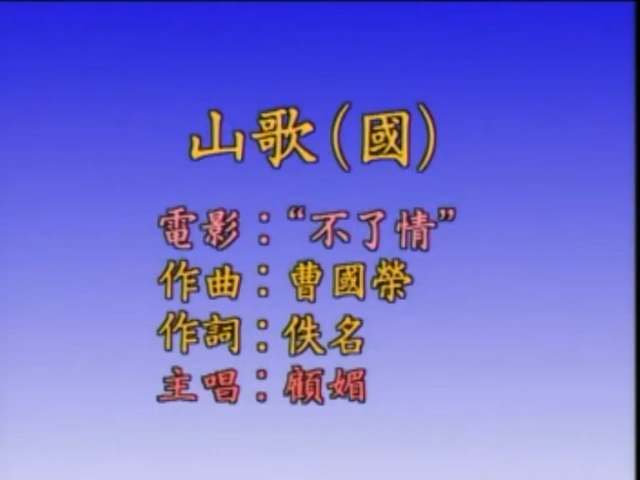 山歌(國)
電影:“不了情”
作曲:曹國榮
作詞:佚名
主唱:顧媚